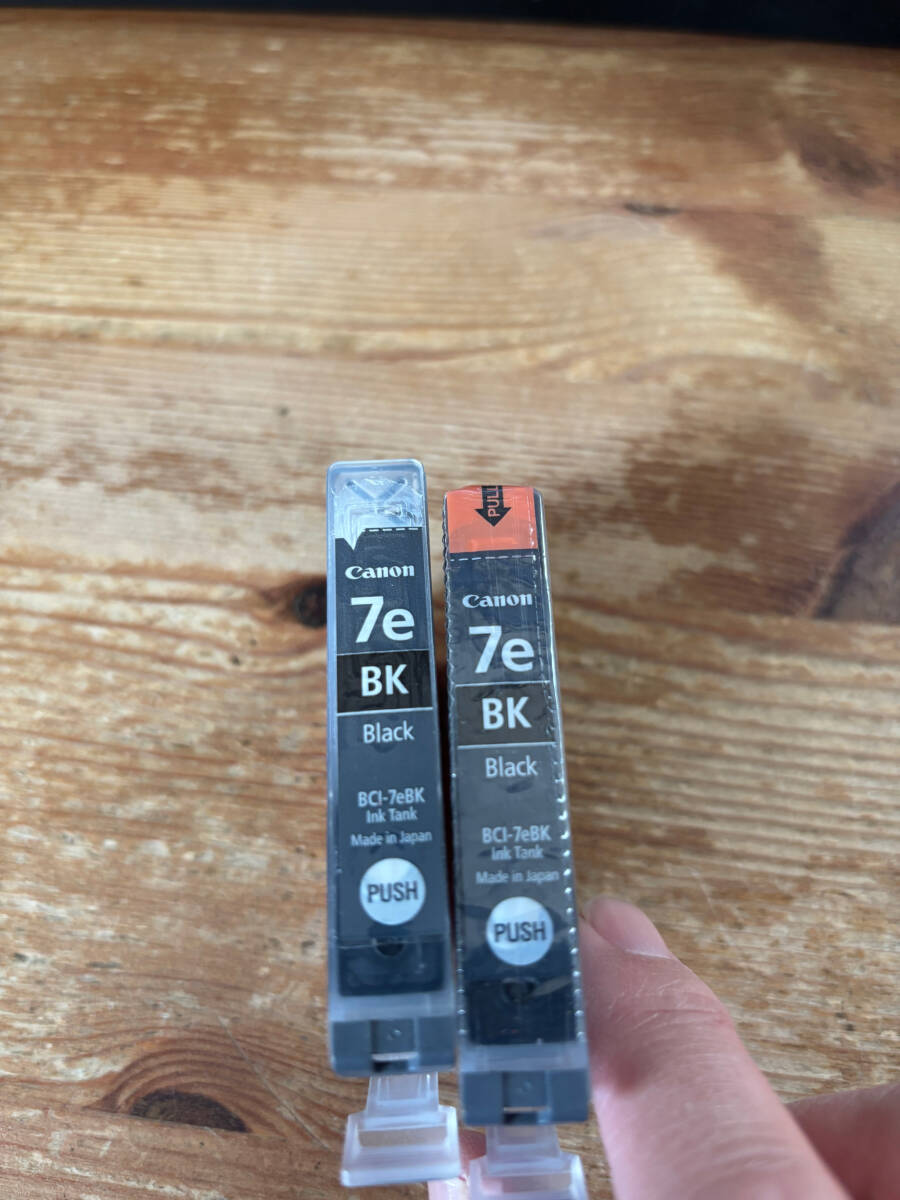 Canon
7e
BK
Black
BCI-7eBK
Ink Tank
Made in Japan
PUSH
PULL
Canon
7e
BK
Black
BCI-7eBK
Ink Tank
Made in Japan
PUSH